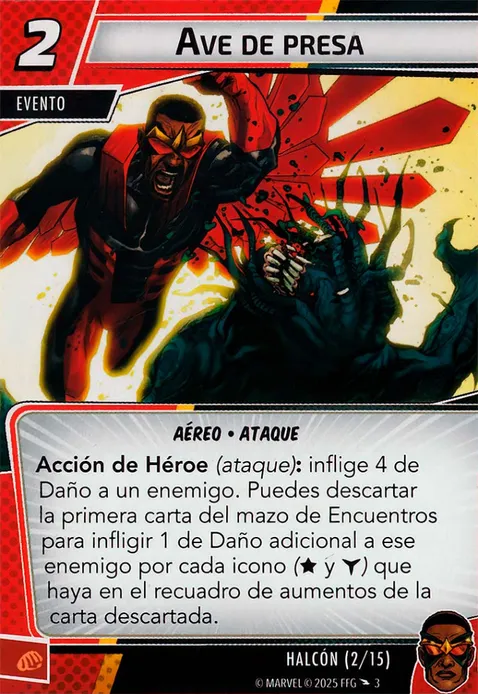 2
AVE DE PRESA
EVENTO
AÉREO • ATAQUE
Acción de Héroe (ataque): inflige 4 de
Daño a un enemigo. Puedes descartar
la primera carta del mazo de Encuentros
para infligir 1 de Daño adicional a ese
enemigo por cada icono (★ y ) que
haya en el recuadro de aumentos de la
carta descartada.
HALCÓN (2/15)
© MARVEL © 2025 FFG 3